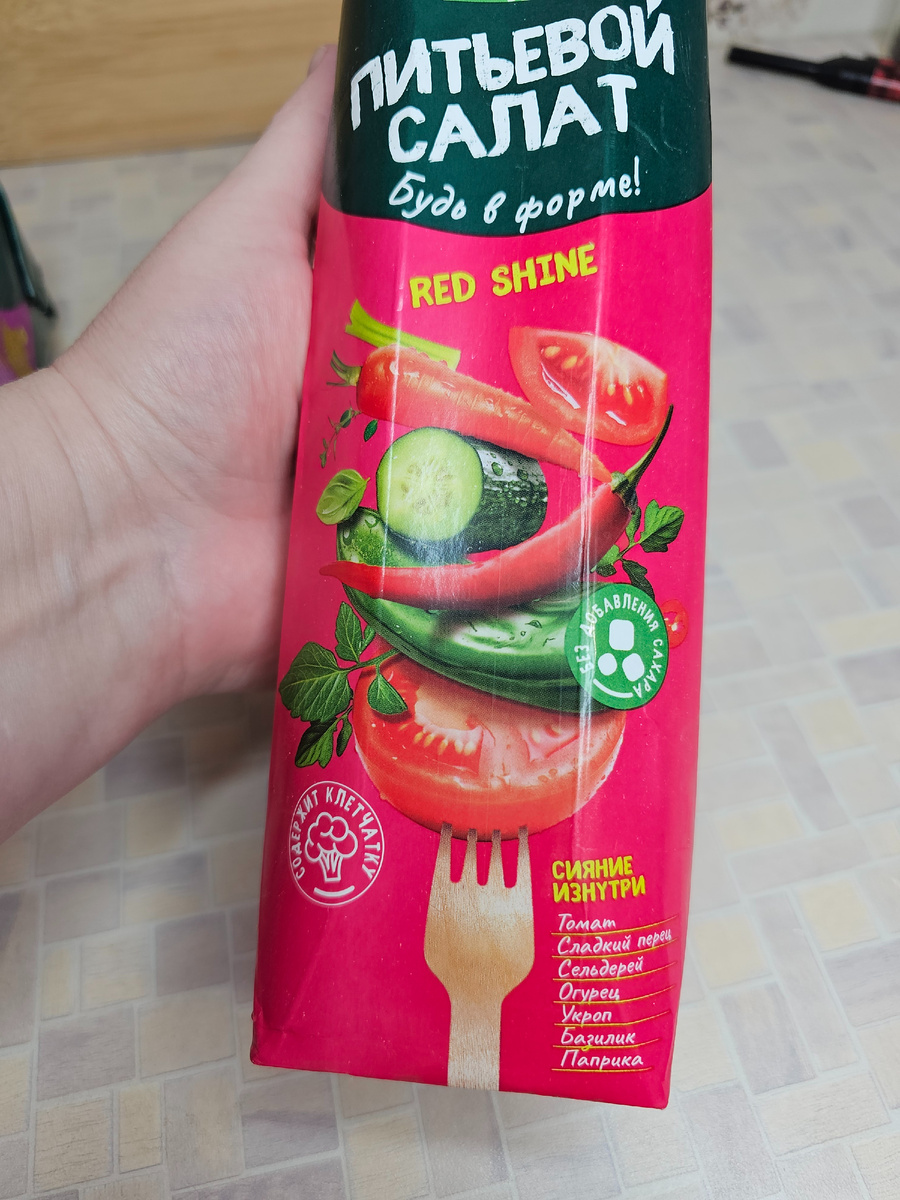 ПИТЬЕВОЙ
САЛАТ
Будь в форме!
RED SHINE
БЕЗ ДОБАВЛЕНИЯ САХАРА
СОДЕРЖИТ КЛЕТЧАТКУ
СИЯНИЕ
ИЗНУТРИ
Томат
Сладкий перец
Сельдерей
Огурец
Укроп
Базилик
Паприка